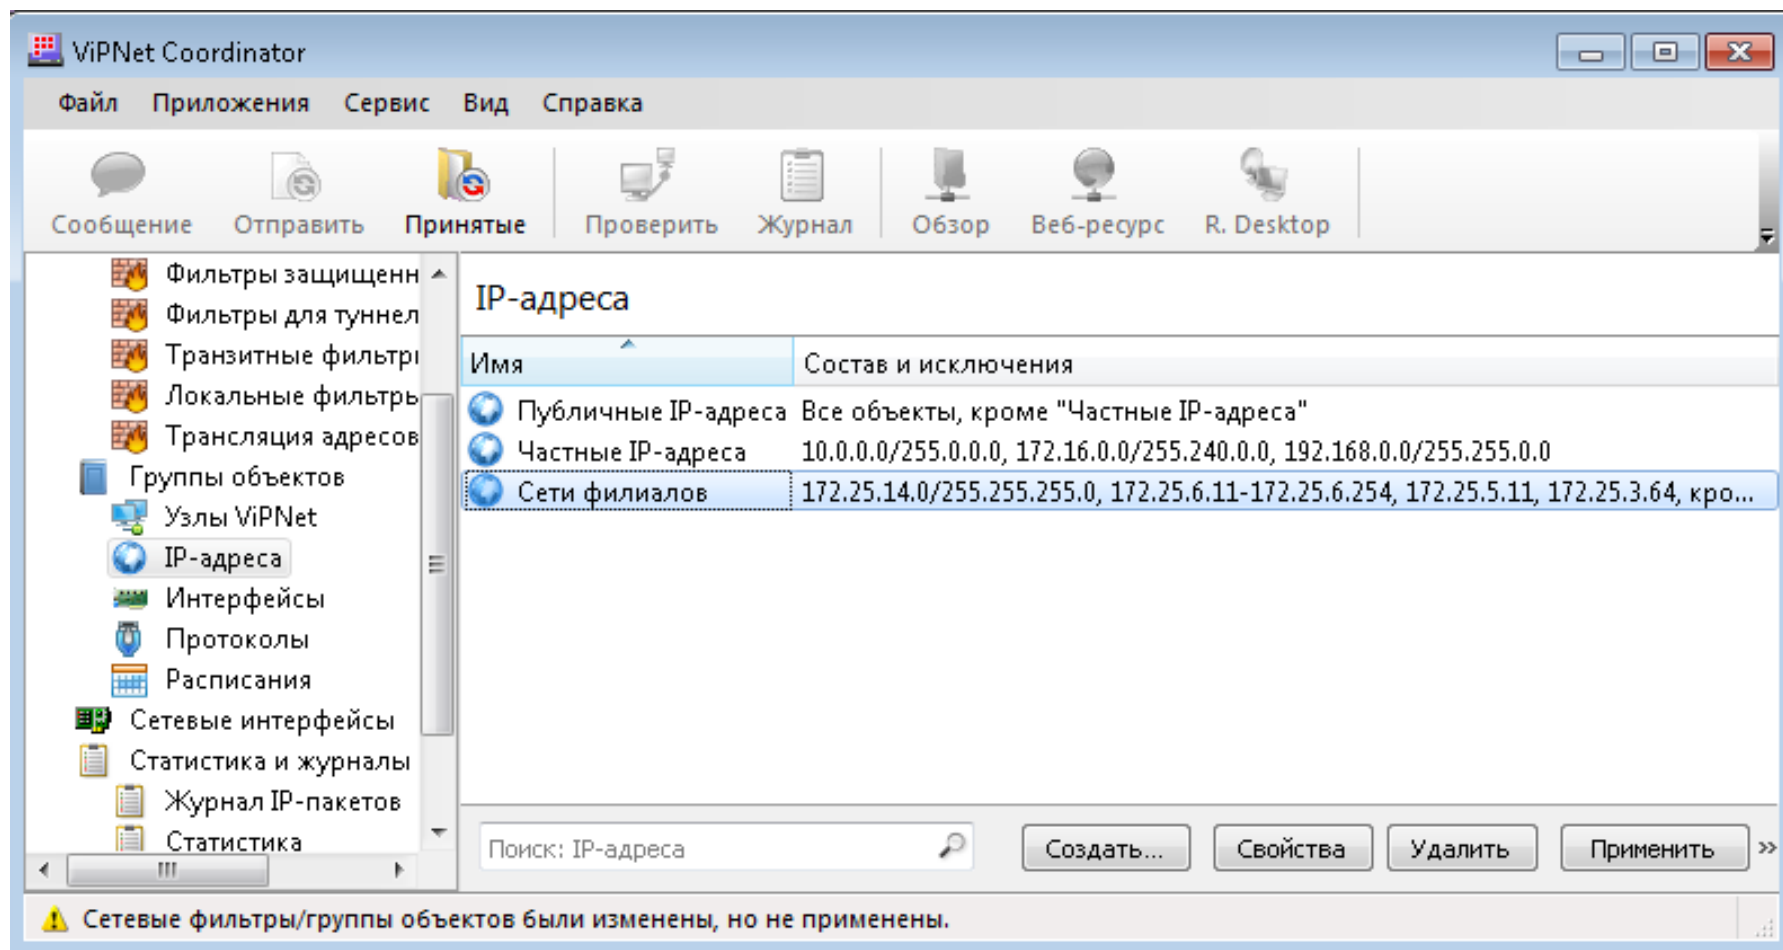 ViPNet Coordinator
Файл Приложения Сервис Вид Справка
Сообщение Отправить Принятые Проверить Журнал Обзор Веб-ресурс R. Desktop
Фильтры защищенн
Фильтры для туннел
Транзитные фильтры
Локальные фильтры
Трансляция адресов
Группы объектов
Узлы ViPNet
IP-адреса
Интерфейсы
Протоколы
Расписания
Сетевые интерфейсы
Статистика и журналы
Журнал IP-пакетов
Статистика
IP-адреса
Имя Состав и исключения
Публичные IP-адреса Все объекты, кроме "Частные IP-адреса"
Частные IP-адреса 10.0.0.0/255.0.0.0, 172.16.0.0/255.240.0.0, 192.168.0.0/255.255.0.0
Сети филиалов 172.25.14.0/255.255.255.0, 172.25.6.11-172.25.6.254, 172.25.5.11, 172.25.3.64, кро...
Поиск: IP-адреса Создать... Свойства Удалить Применить »
Сетевые фильтры/группы объектов были изменены, но не применены.